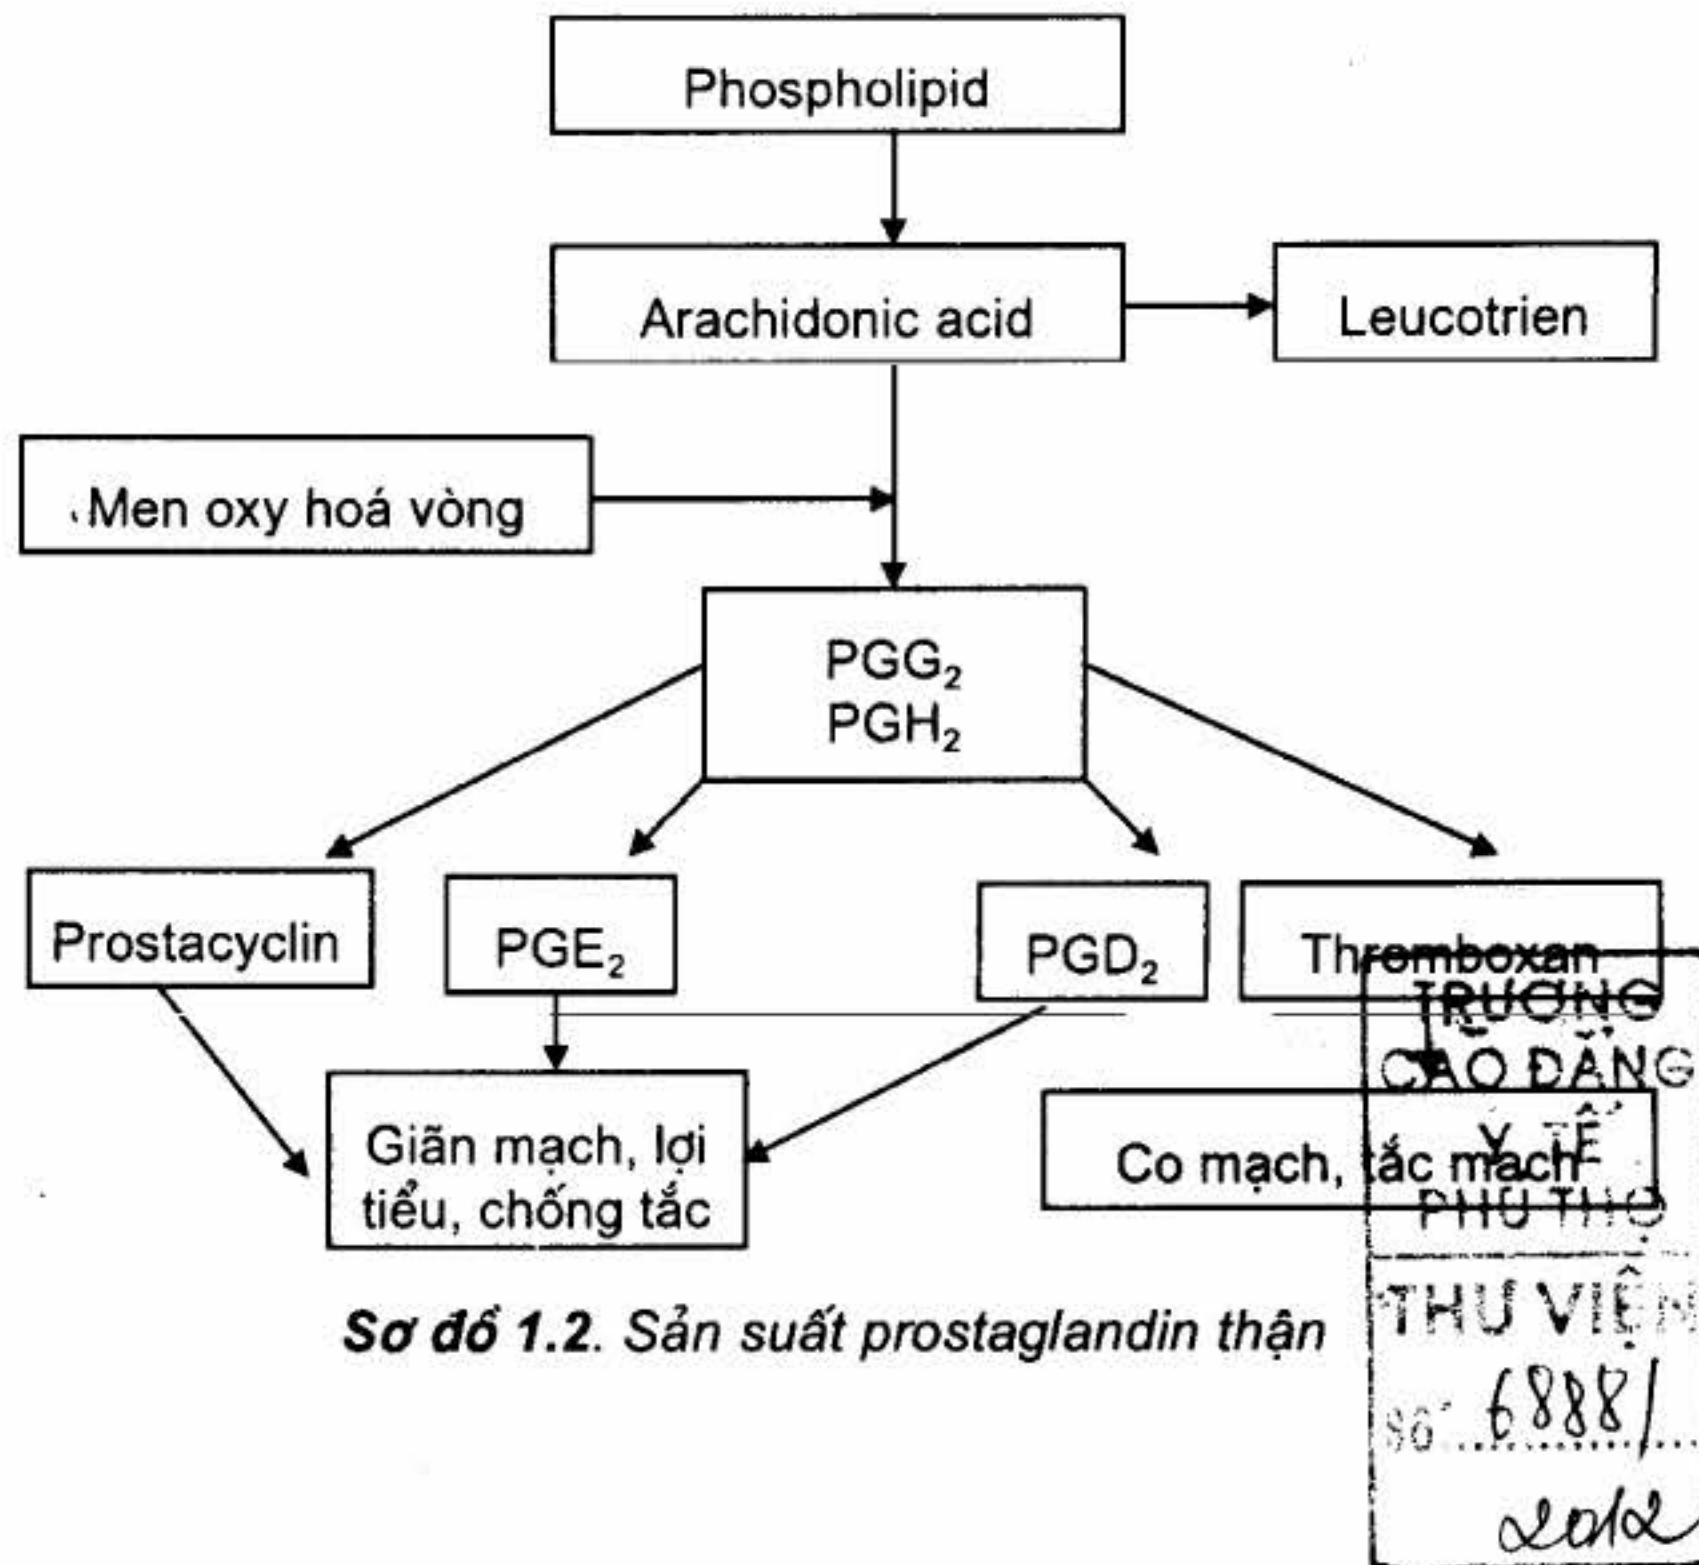 Phospholipid
Arachidonic acid
Leucotrien
Men oxy hoá vòng
PGG₂
PGH₂
Prostacyclin
PGE₂
PGD₂
Thromboxan
Giãn mạch, lợi
tiểu, chống tắc
Co mạch, tắc mạch
Sơ đồ 1.2. Sản suất prostaglandin thận
TRƯỜNG
CAO ĐẲNG
Y TẾ
PHÚ THỌ
THƯ VIỆN
Số 6888/
2012